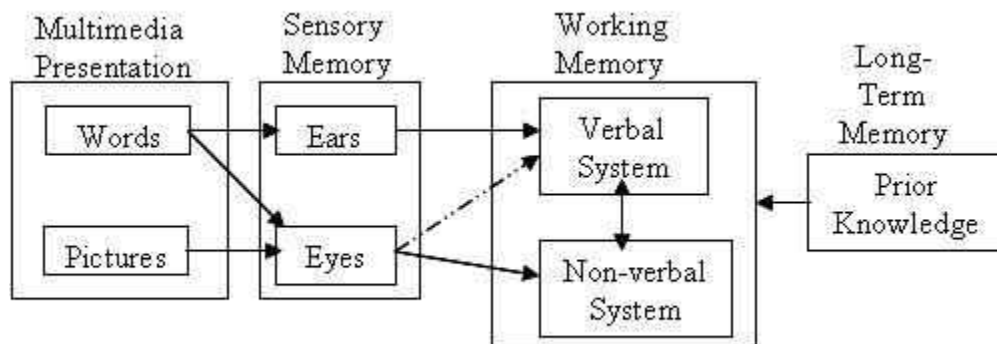 Multimedia
Presentation
Words
Pictures
Sensory
Memory
Ears
Eyes
Working
Memory
Verbal
System
Non-verbal
System
Long-
Term
Memory
Prior
Knowledge